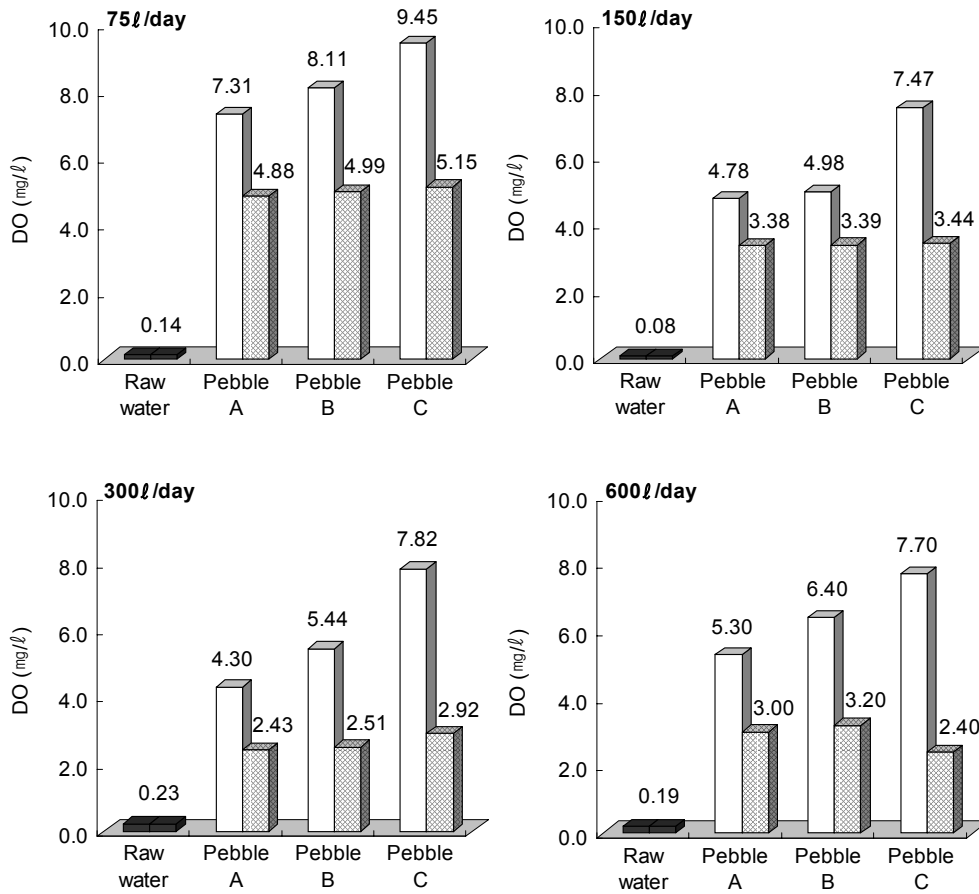 75ℓ/day
10.0
8.0
6.0
4.0
2.0
0.0
DO (㎎/ℓ)
0.14
7.31
4.88
8.11
4.99
9.45
5.15
Raw water
Pebble A
Pebble B
Pebble C
150ℓ/day
10.0
8.0
6.0
4.0
2.0
0.0
DO (㎎/ℓ)
0.08
4.78
3.38
4.98
3.39
7.47
3.44
Raw water
Pebble A
Pebble B
Pebble C
300ℓ/day
10.0
8.0
6.0
4.0
2.0
0.0
DO (㎎/ℓ)
0.23
4.30
2.43
5.44
2.51
7.82
2.92
Raw water
Pebble A
Pebble B
Pebble C
600ℓ/day
10.0
8.0
6.0
4.0
2.0
0.0
DO (㎎/ℓ)
0.19
5.30
3.00
6.40
3.20
7.70
2.40
Raw water
Pebble A
Pebble B
Pebble C